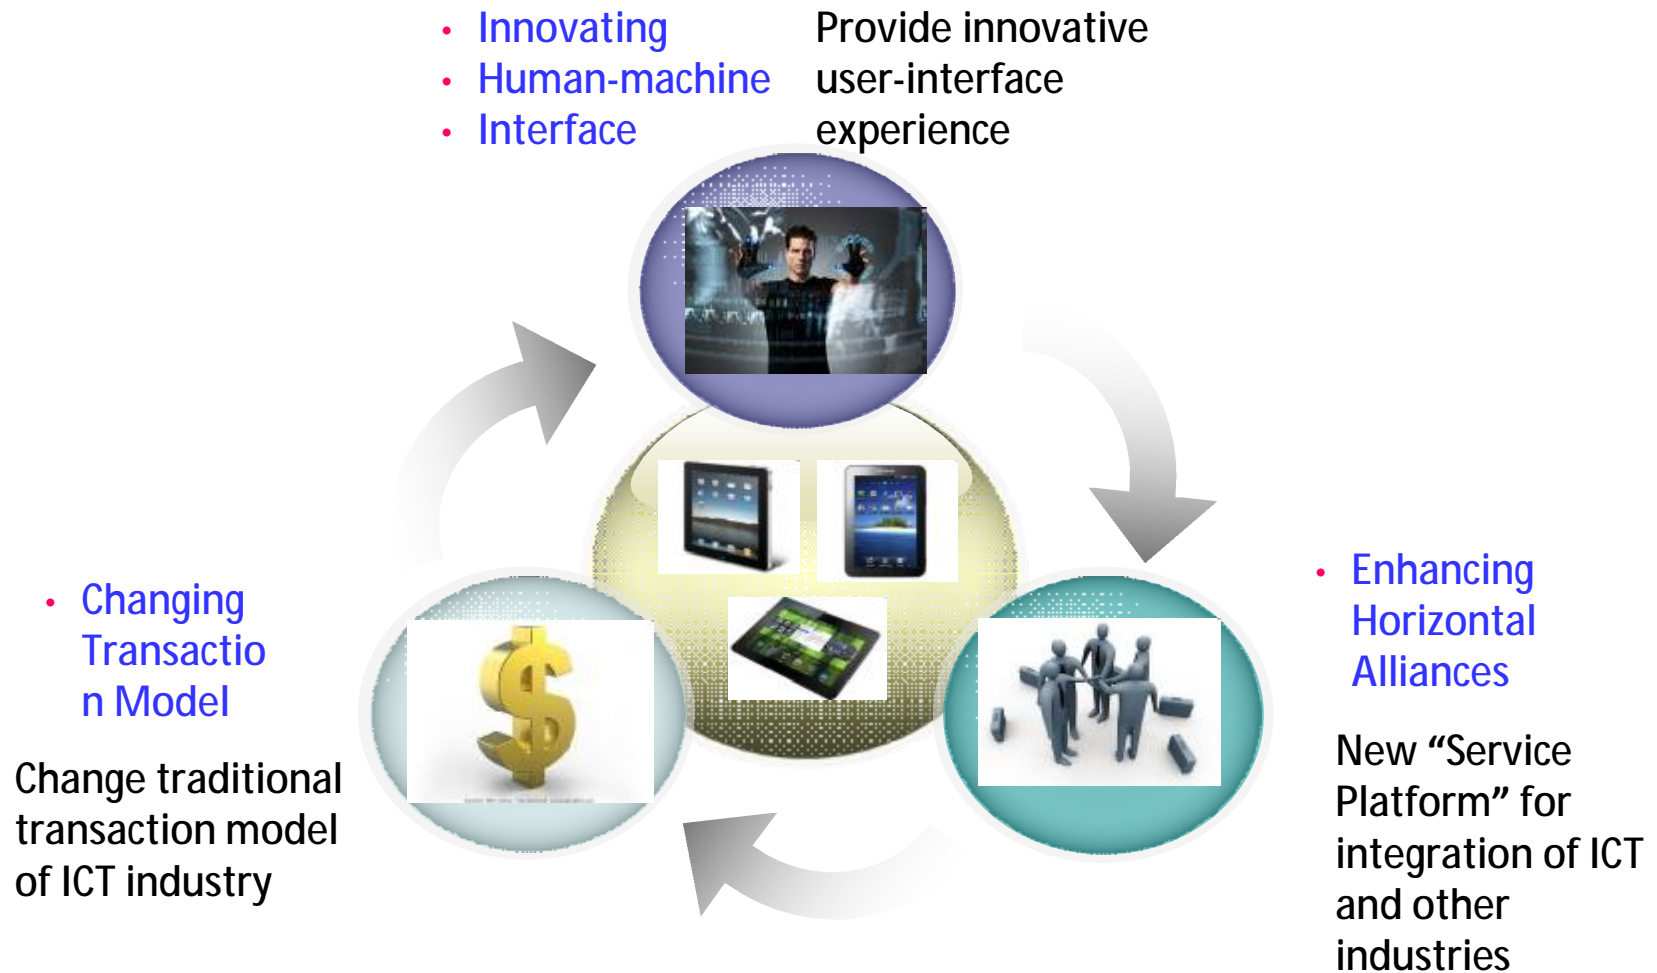 • Innovating
• Human-machine
• Interface
Provide innovative
user-interface
experience
• Changing
Transactio
n Model
Change traditional
transaction model
of ICT industry
• Enhancing
Horizontal
Alliances
New “Service
Platform” for
integration of ICT
and other
industries